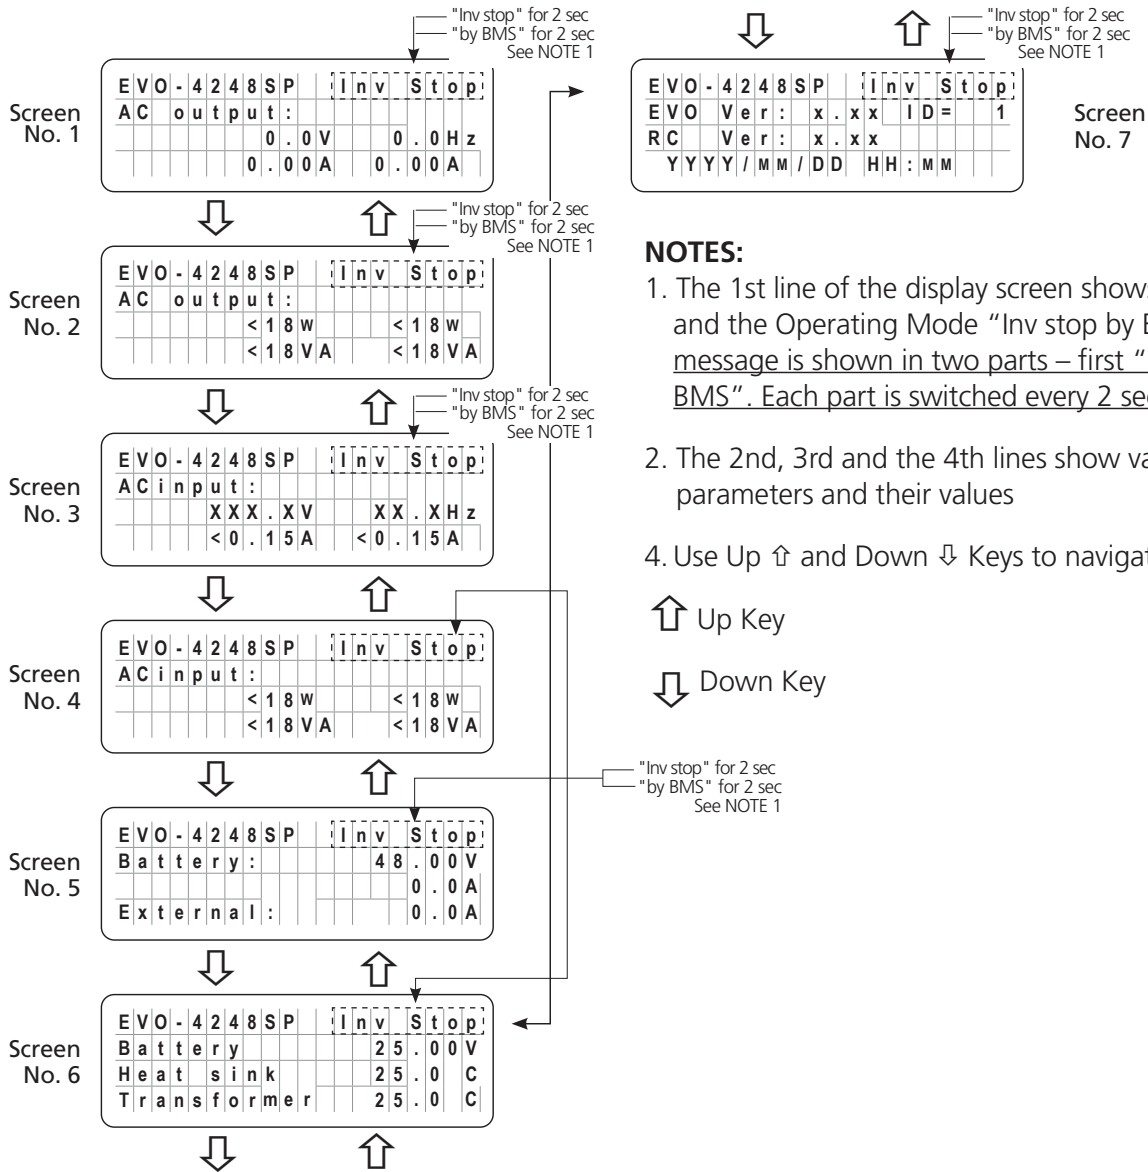 "Inv stop" for 2 sec
"by BMS" for 2 sec
See NOTE 1
Screen No. 1
EVO-4248SP Inv Stop
AC output:
0.0V 0.0Hz
0.00A 0.00A
"Inv stop" for 2 sec
"by BMS" for 2 sec
See NOTE 1
Screen No. 2
EVO-4248SP Inv Stop
AC output:
<18W <18W
<18VA <18VA
"Inv stop" for 2 sec
"by BMS" for 2 sec
See NOTE 1
Screen No. 3
EVO-4248SP Inv Stop
ACinput:
XXX.XV XX.XHz
<0.15A <0.15A
Screen No. 4
EVO-4248SP Inv Stop
ACinput:
<18W <18W
<18VA <18VA
"Inv stop" for 2 sec
"by BMS" for 2 sec
See NOTE 1
Screen No. 5
EVO-4248SP Inv Stop
Battery: 48.00V
0.0A
External: 0.0A
Screen No. 6
EVO-4248SP Inv Stop
Battery 25.00V
Heat sink 25.0 C
Transformer 25.0 C
"Inv stop" for 2 sec
"by BMS" for 2 sec
See NOTE 1
Screen No. 7
EVO-4248SP Inv Stop
EVO Ver: x.xx ID= 1
RC Ver: x.xx
YYYY/MM/DD HH:MM
NOTES:
1. The 1st line of the display screen shows
and the Operating Mode “Inv stop by
message is shown in two parts – first “
BMS”. Each part is switched every 2
2. The 2nd, 3rd and the 4th lines show
parameters and their values
4. Use Up ⇧ and Down ⇩ Keys to
⇧ Up Key
⇩ Down Key